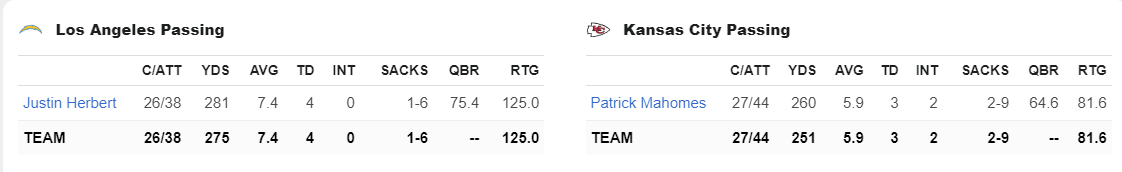 Los Angeles Passing
C/ATT YDS AVG TD INT SACKS QBR RTG
Justin Herbert 26/38 281 7.4 4 0 1-6 75.4 125.0
TEAM 26/38 275 7.4 4 0 1-6 -- 125.0
KC
Kansas City Passing
C/ATT YDS AVG TD INT SACKS QBR RTG
Patrick Mahomes 27/44 260 5.9 3 2 2-9 64.6 81.6
TEAM 27/44 251 5.9 3 2 2-9 -- 81.6